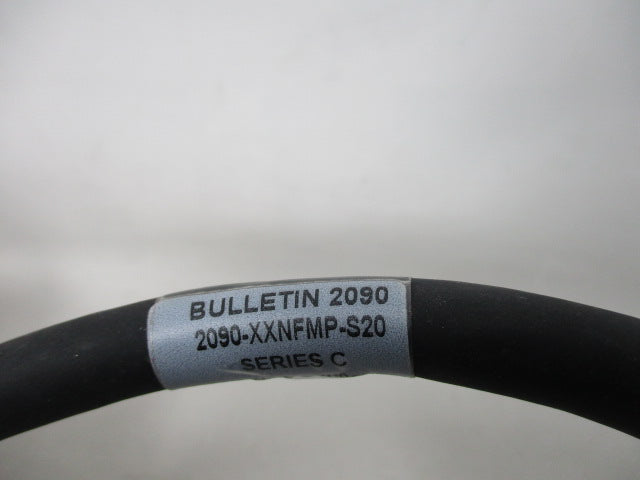 BULLETIN 2090
2090-XXNFMP-S20
SERIES C